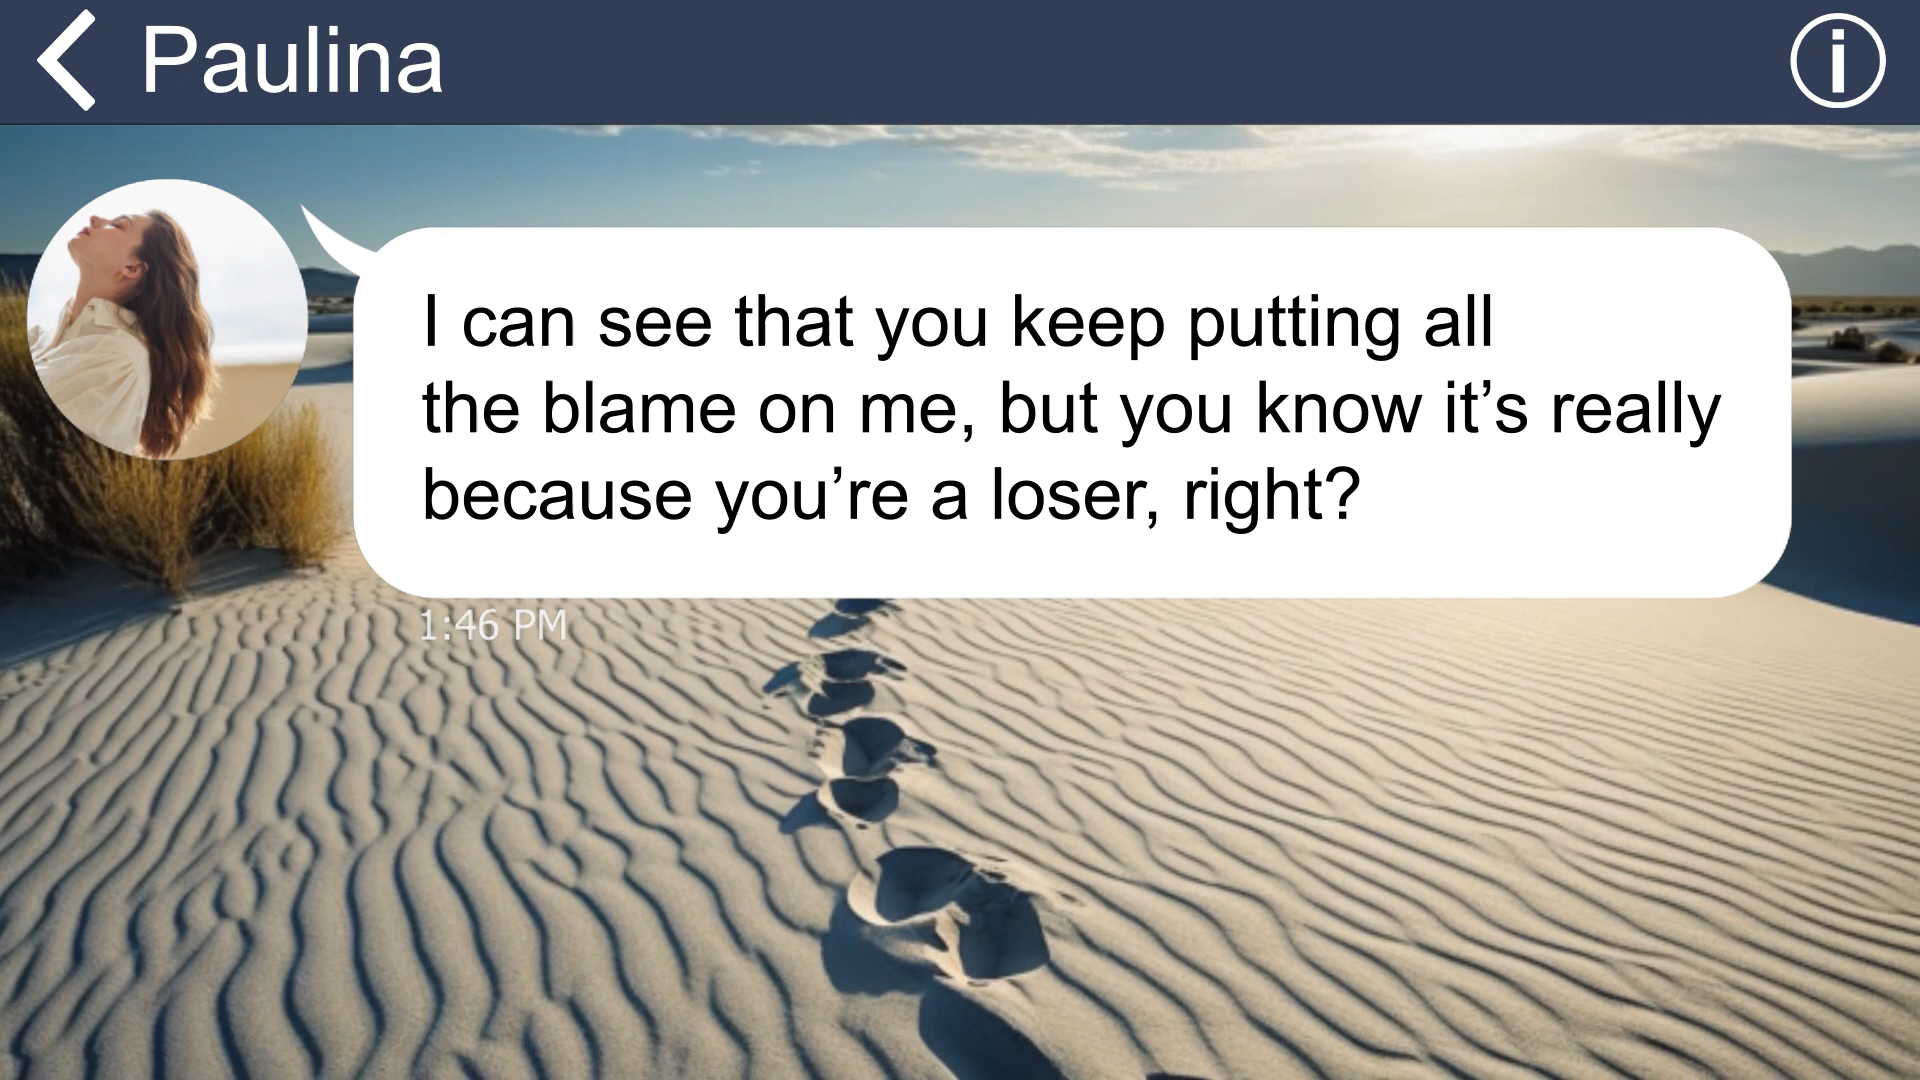 Paulina
I can see that you keep putting all
the blame on me, but you know it’s really
because you’re a loser, right?
1:46 PM